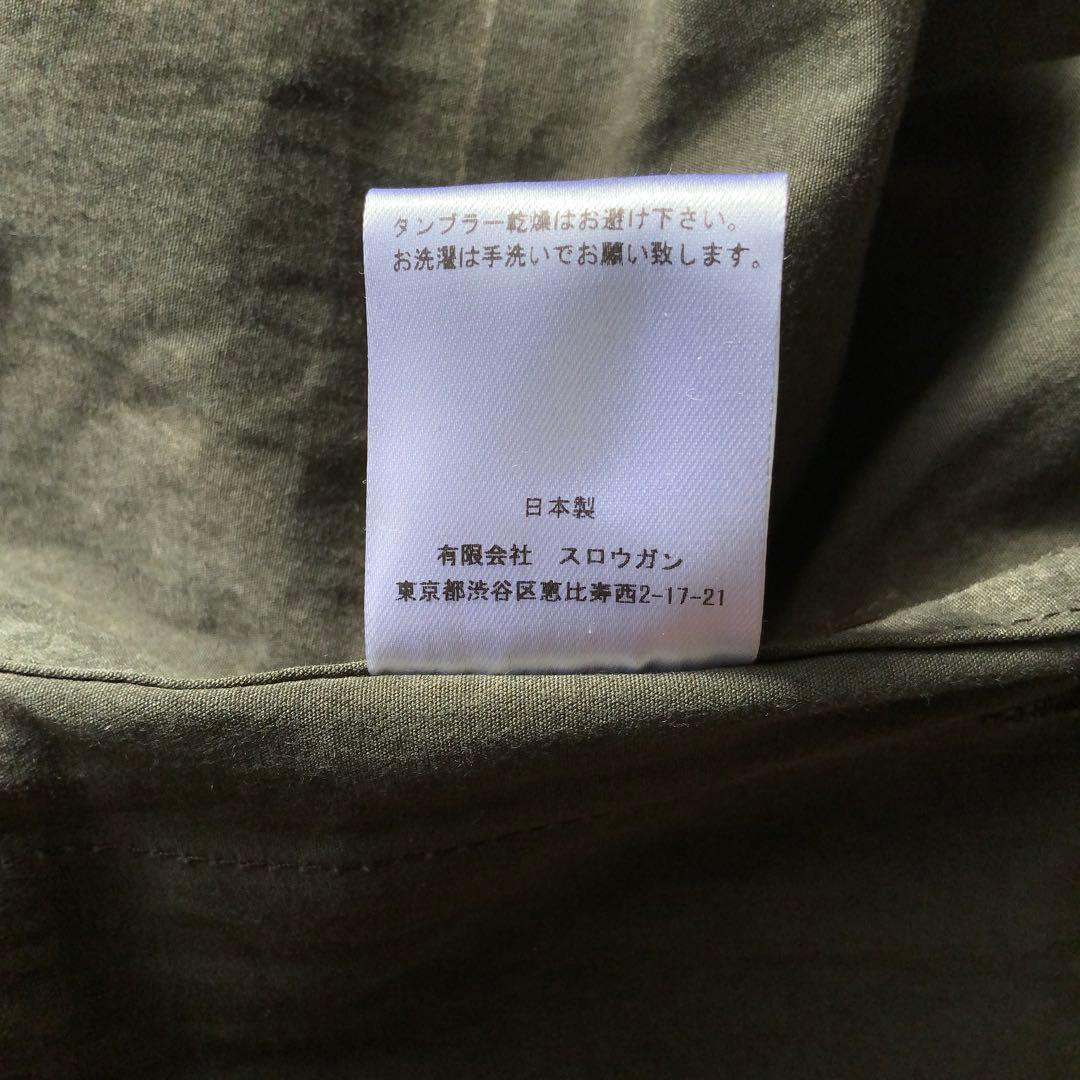 タンブラー乾燥はお避け下さい。
お洗濯は手洗いでお願い致します。
日本製
有限会社　スロウガン
東京都渋谷区恵比寿西2-17-21